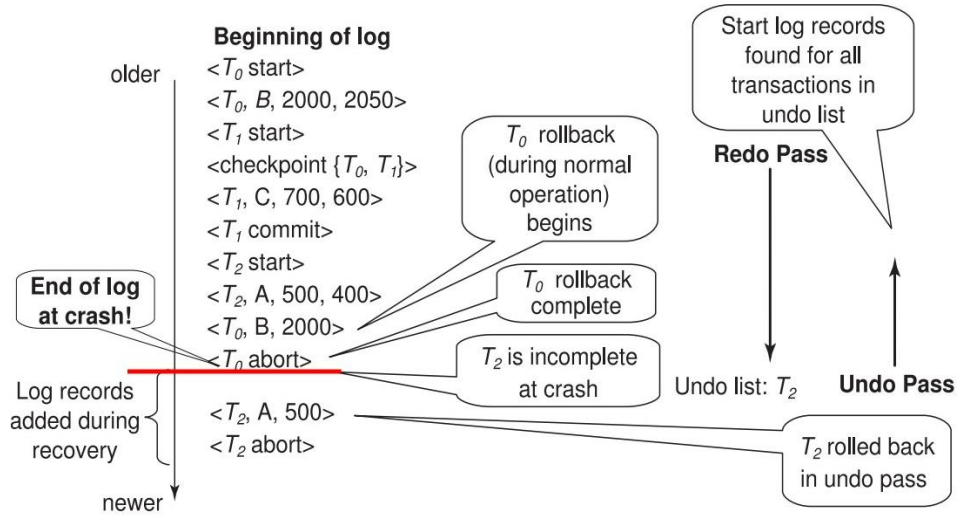 Beginning of log
older
<T0 start>
<T0, B, 2000, 2050>
<T1 start>
<checkpoint {T0, T1}>
<T1, C, 700, 600>
<T1 commit>
<T2 start>
<T2, A, 500, 400>
<T0, B, 2000>
<T0 abort>
End of log
at crash!
Log records
added during
recovery
<T2, A, 500>
<T2 abort>
newer
T0 rollback
(during normal
operation)
begins
T0 rollback
complete
T2 is incomplete
at crash
Start log records
found for all
transactions in
undo list
Redo Pass
Undo list: T2
Undo Pass
T2 rolled back
in undo pass